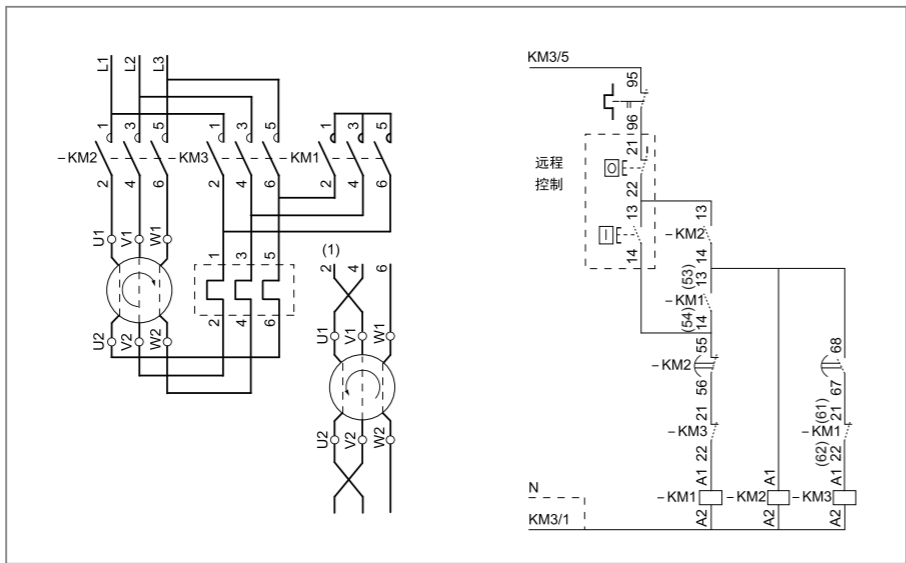 L1 L2 L3
1 3 5 1 3 5 1 3 5
–KM2 –KM3 –KM1
2 4 6 2 4 6 2 4 6
U1 V1 W1
1 3 5
2 4 6
U2 V2 W2
(1)
2 4 6
U1 V1 W1
U2 V2 W2
KM3/5
95
96
远程
控制
21
O
22
13
I
14
13
–KM2
14
13 (53)
–KM1
14 (54)
55
–KM2
56
68
67
21
–KM3
22
21 (61)
–KM1
22 (62)
A1 A1 A1
–KM1 –KM2 –KM3
A2 A2 A2
N
KM3/1